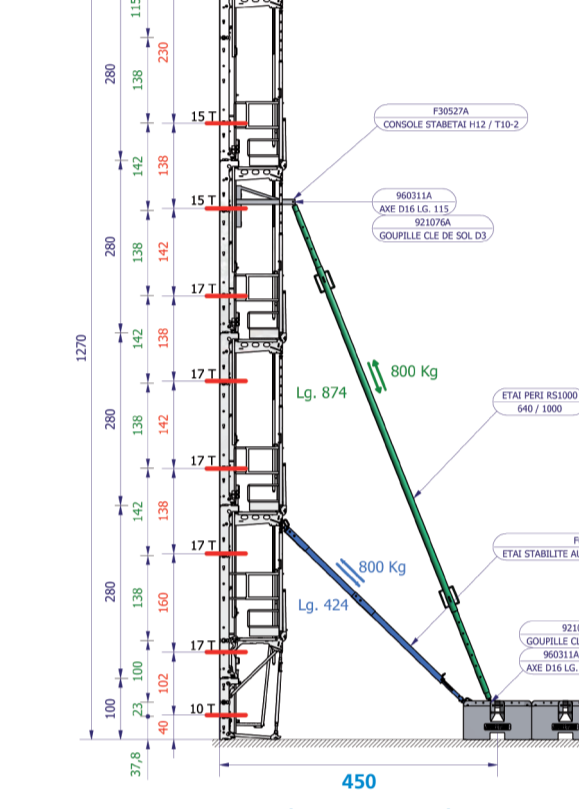 115
230
280
138
15 T
F30527A
CONSOLE STABETAI H12 / T10-2
142
138
15 T
960311A
AXE D16 LG. 115
921076A
GOUPILLE CLE DE SOL D3
280
138
142
17 T
1270
142
138
800 Kg
17 T
Lg. 874
ETAI PERI RS1000
640 / 1000
280
138
142
17 T
142
138
17 T
800 Kg
ETAI STABILITE AU
280
138
160
Lg. 424
17 T
GOUPILLE CL
960311A
AXE D16 LG.
100
102
100
23
10 T
40
37,8
450